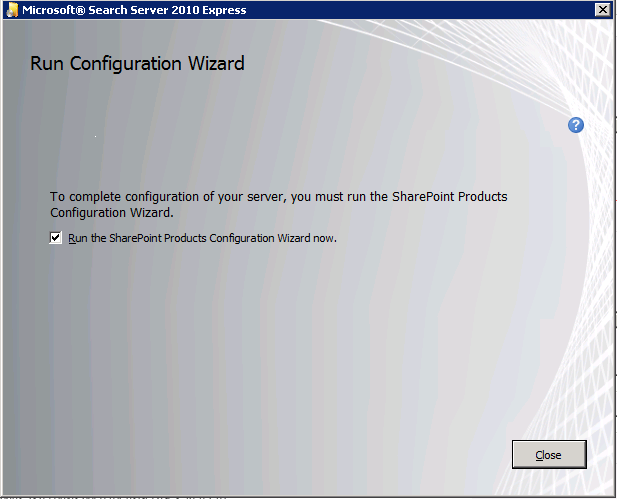 Microsoft® Search Server 2010 Express
Run Configuration Wizard
?
To complete configuration of your server, you must run the SharePoint Products
Configuration Wizard.
Run the SharePoint Products Configuration Wizard now.
Close